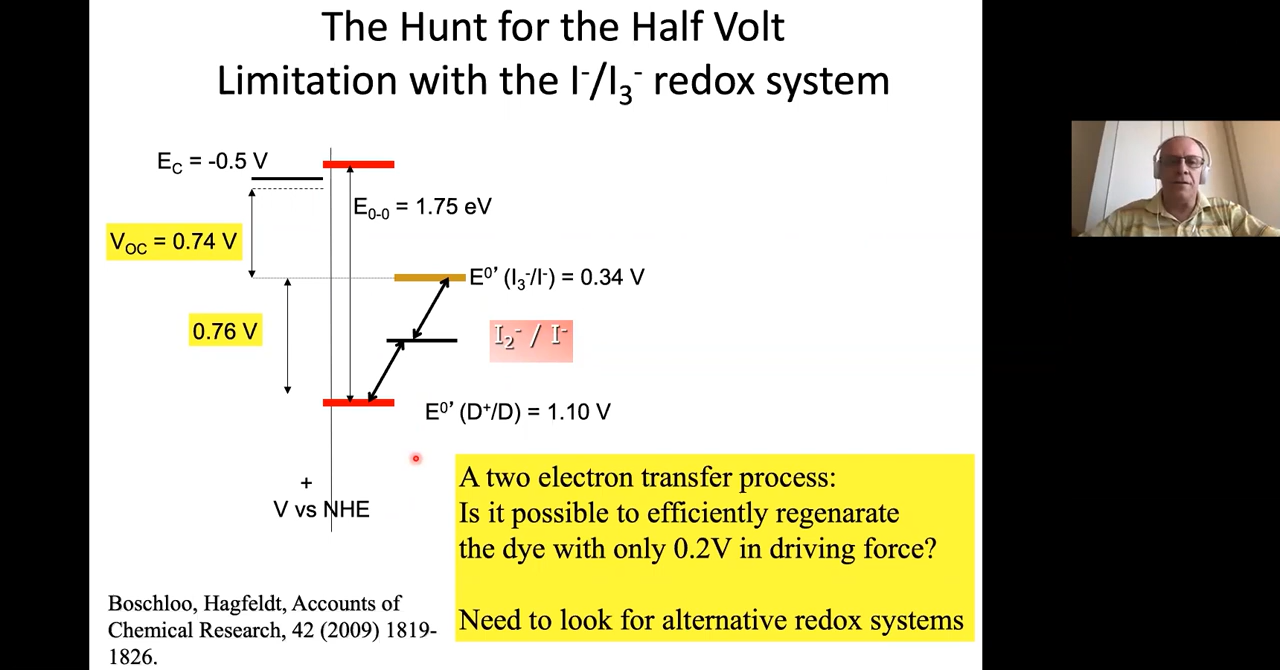 The Hunt for the Half Volt
Limitation with the I⁻/I₃⁻ redox system
E_C = -0.5 V
E₀₋₀ = 1.75 eV
V_OC = 0.74 V
E⁰’ (I₃⁻/I⁻) = 0.34 V
0.76 V
I₂⁻ / I⁻
E⁰’ (D⁺/D) = 1.10 V
+
V vs NHE
A two electron transfer process:
Is it possible to efficiently regenarate
the dye with only 0.2V in driving force?
Need to look for alternative redox systems
Boschloo, Hagfeldt, Accounts of
Chemical Research, 42 (2009) 1819-
1826.